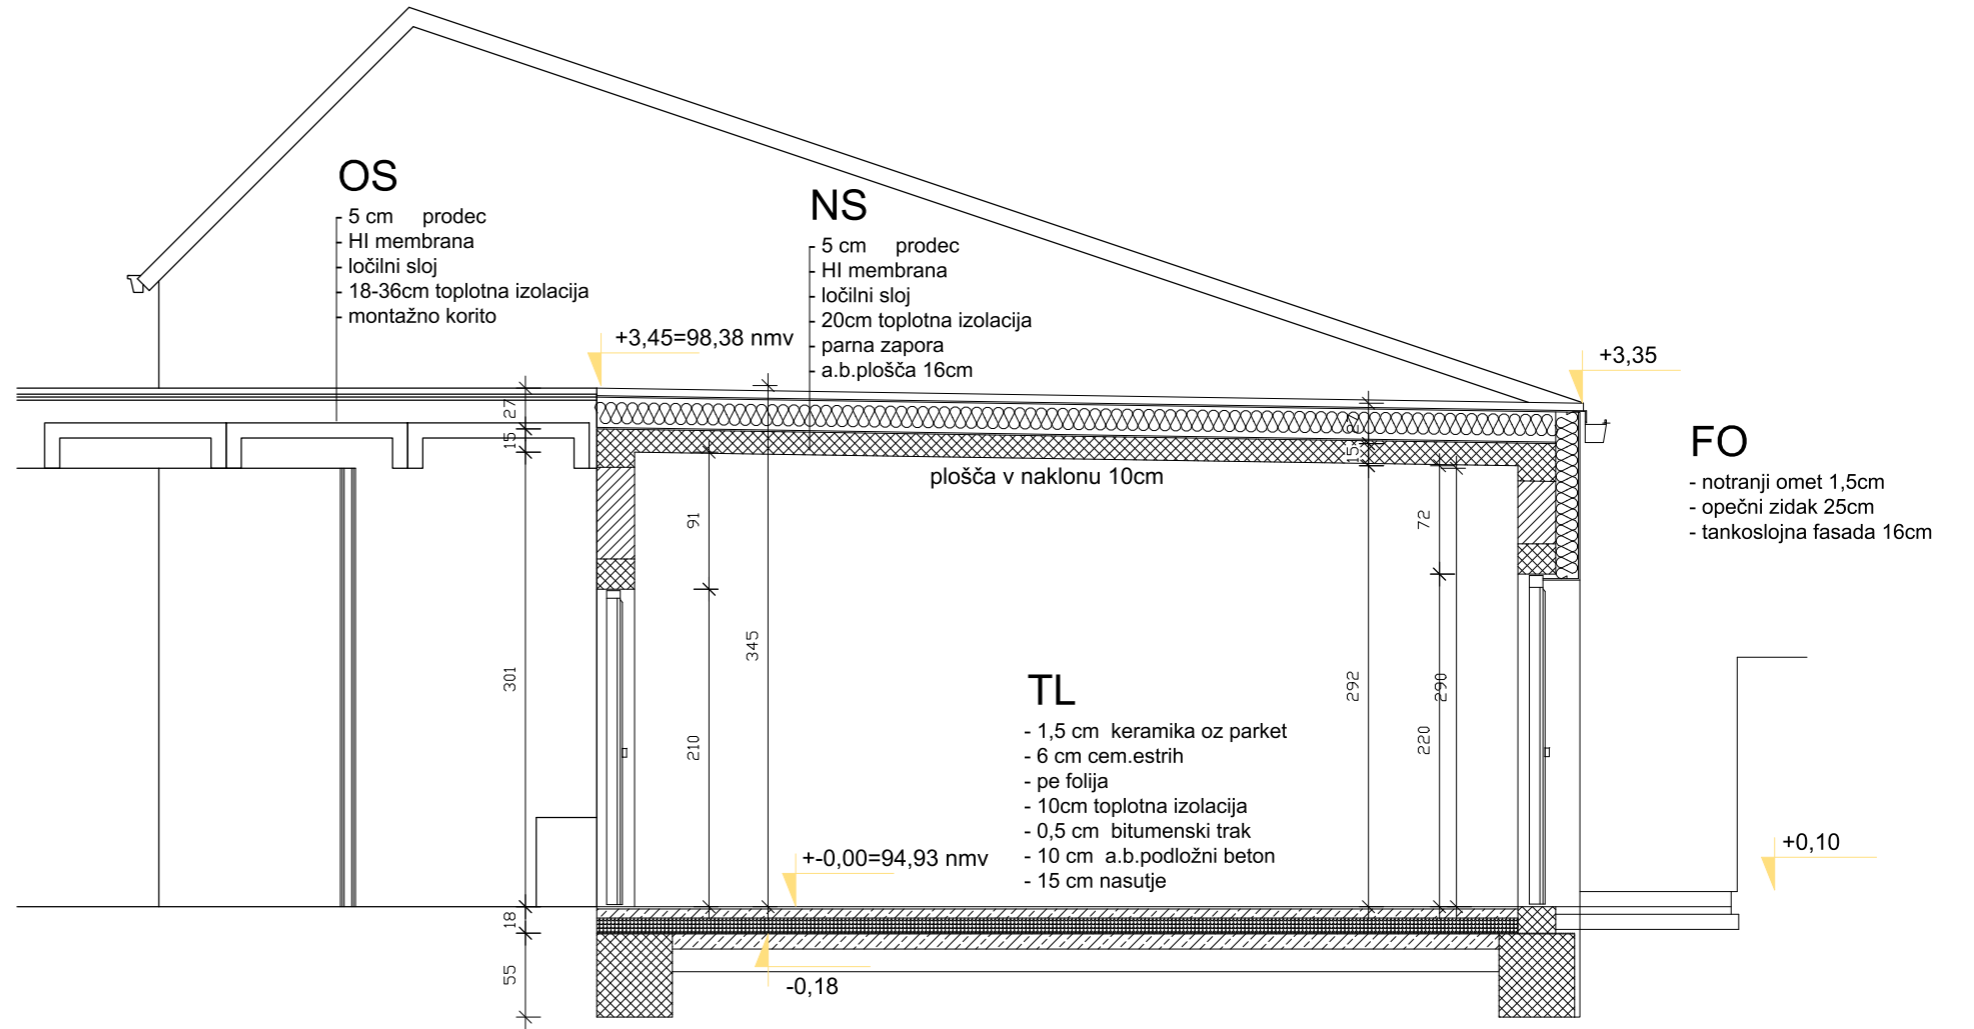 OS
- 5 cm prodec
- HI membrana
- ločilni sloj
- 18-36cm toplotna izolacija
- montažno korito
NS
- 5 cm prodec
- HI membrana
- ločilni sloj
- 20cm toplotna izolacija
- parna zapora
- a.b.plošča 16cm
+3,45=98,38 nmv
+3,35
FO
- notranji omet 1,5cm
- opečni zidak 25cm
- tankoslojna fasada 16cm
plošča v naklonu 10cm
27
15
301
18
55
91
210
345
15
27
292
72
290
220
TL
- 1,5 cm keramika oz parket
- 6 cm cem.estrih
- pe folija
- 10cm toplotna izolacija
- 0,5 cm bitumenski trak
- 10 cm a.b.podložni beton
- 15 cm nasutje
+-0,00=94,93 nmv
+0,10
-0,18